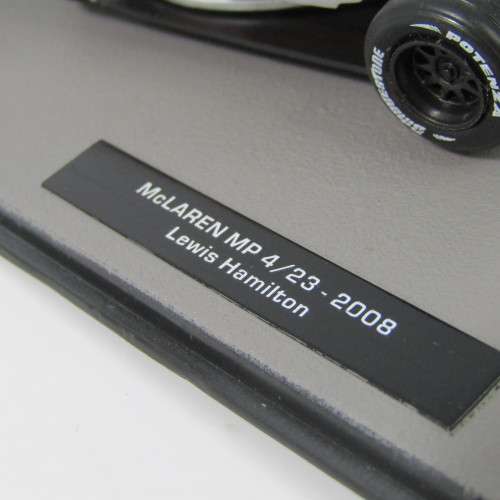 POTENZA
BRIDGESTONE
McLAREN MP 4/23 - 2008
Lewis Hamilton